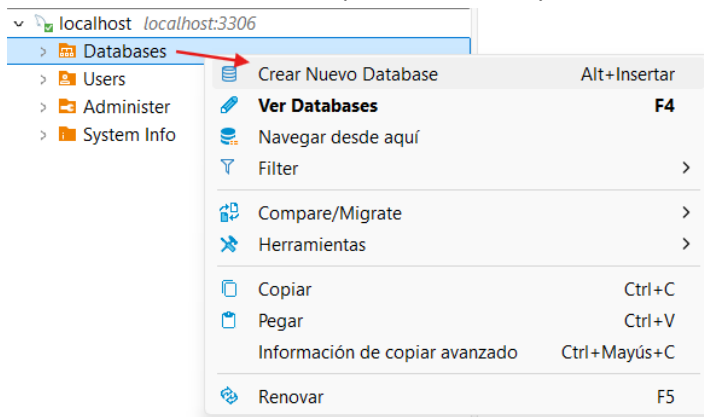 localhost localhost:3306
Databases
Users
Administer
System Info
Crear Nuevo Database Alt+Insertar
Ver Databases F4
Navegar desde aquí
Filter
Compare/Migrate
Herramientas
Copiar Ctrl+C
Pegar Ctrl+V
Información de copiar avanzado Ctrl+Mayús+C
Renovar F5